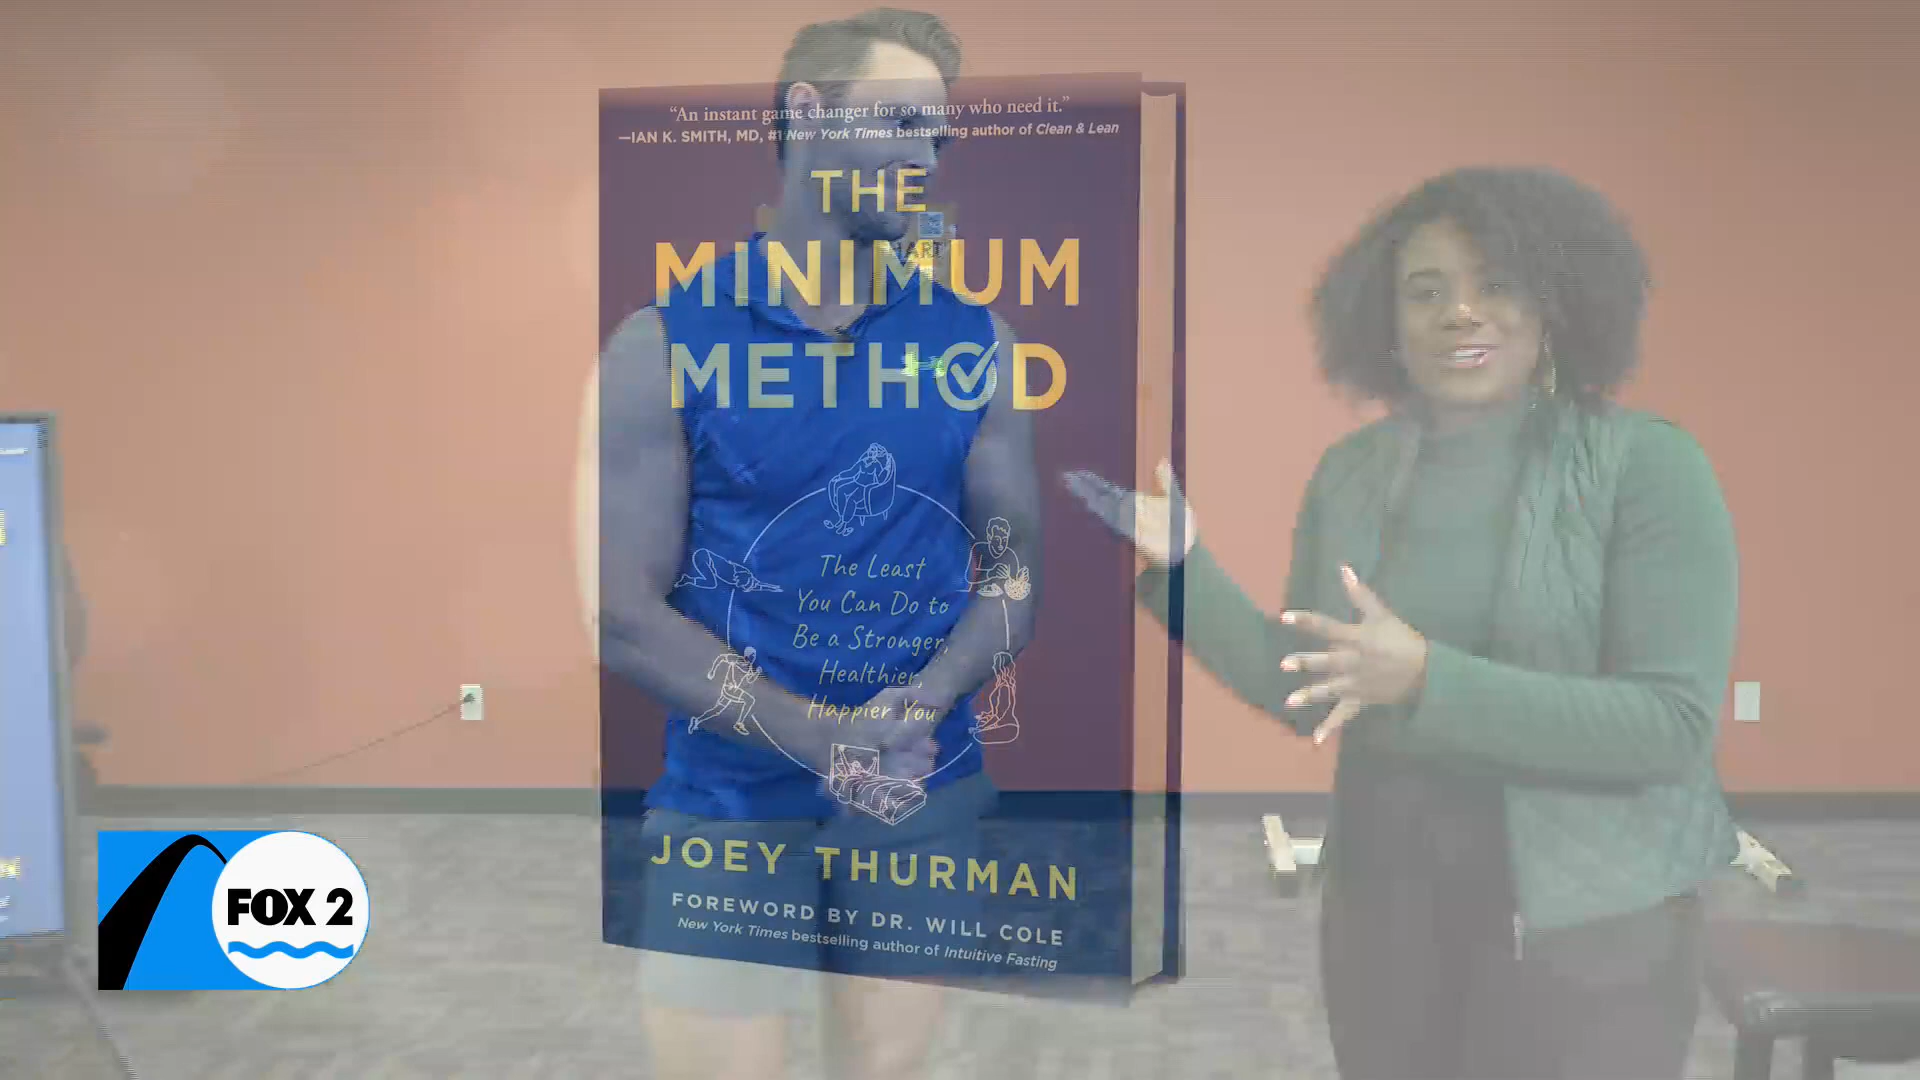 “An instant game changer for so many who need it.”
—IAN K. SMITH, MD, #1 New York Times bestselling author of Clean & Lean
THE
MINIMUM
METHOD
The Least
You Can Do to
Be a Stronger,
Healthier,
Happier You
JOEY THURMAN
FOREWORD BY DR. WILL COLE
New York Times bestselling author of Intuitive Fasting
FOX 2